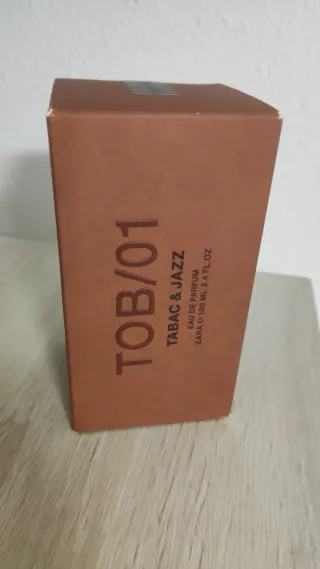 TOB/01
TABAC & JAZZ
EAU DE PARFUM
ZARA ℮ 100 ML 3.4 FL.OZ